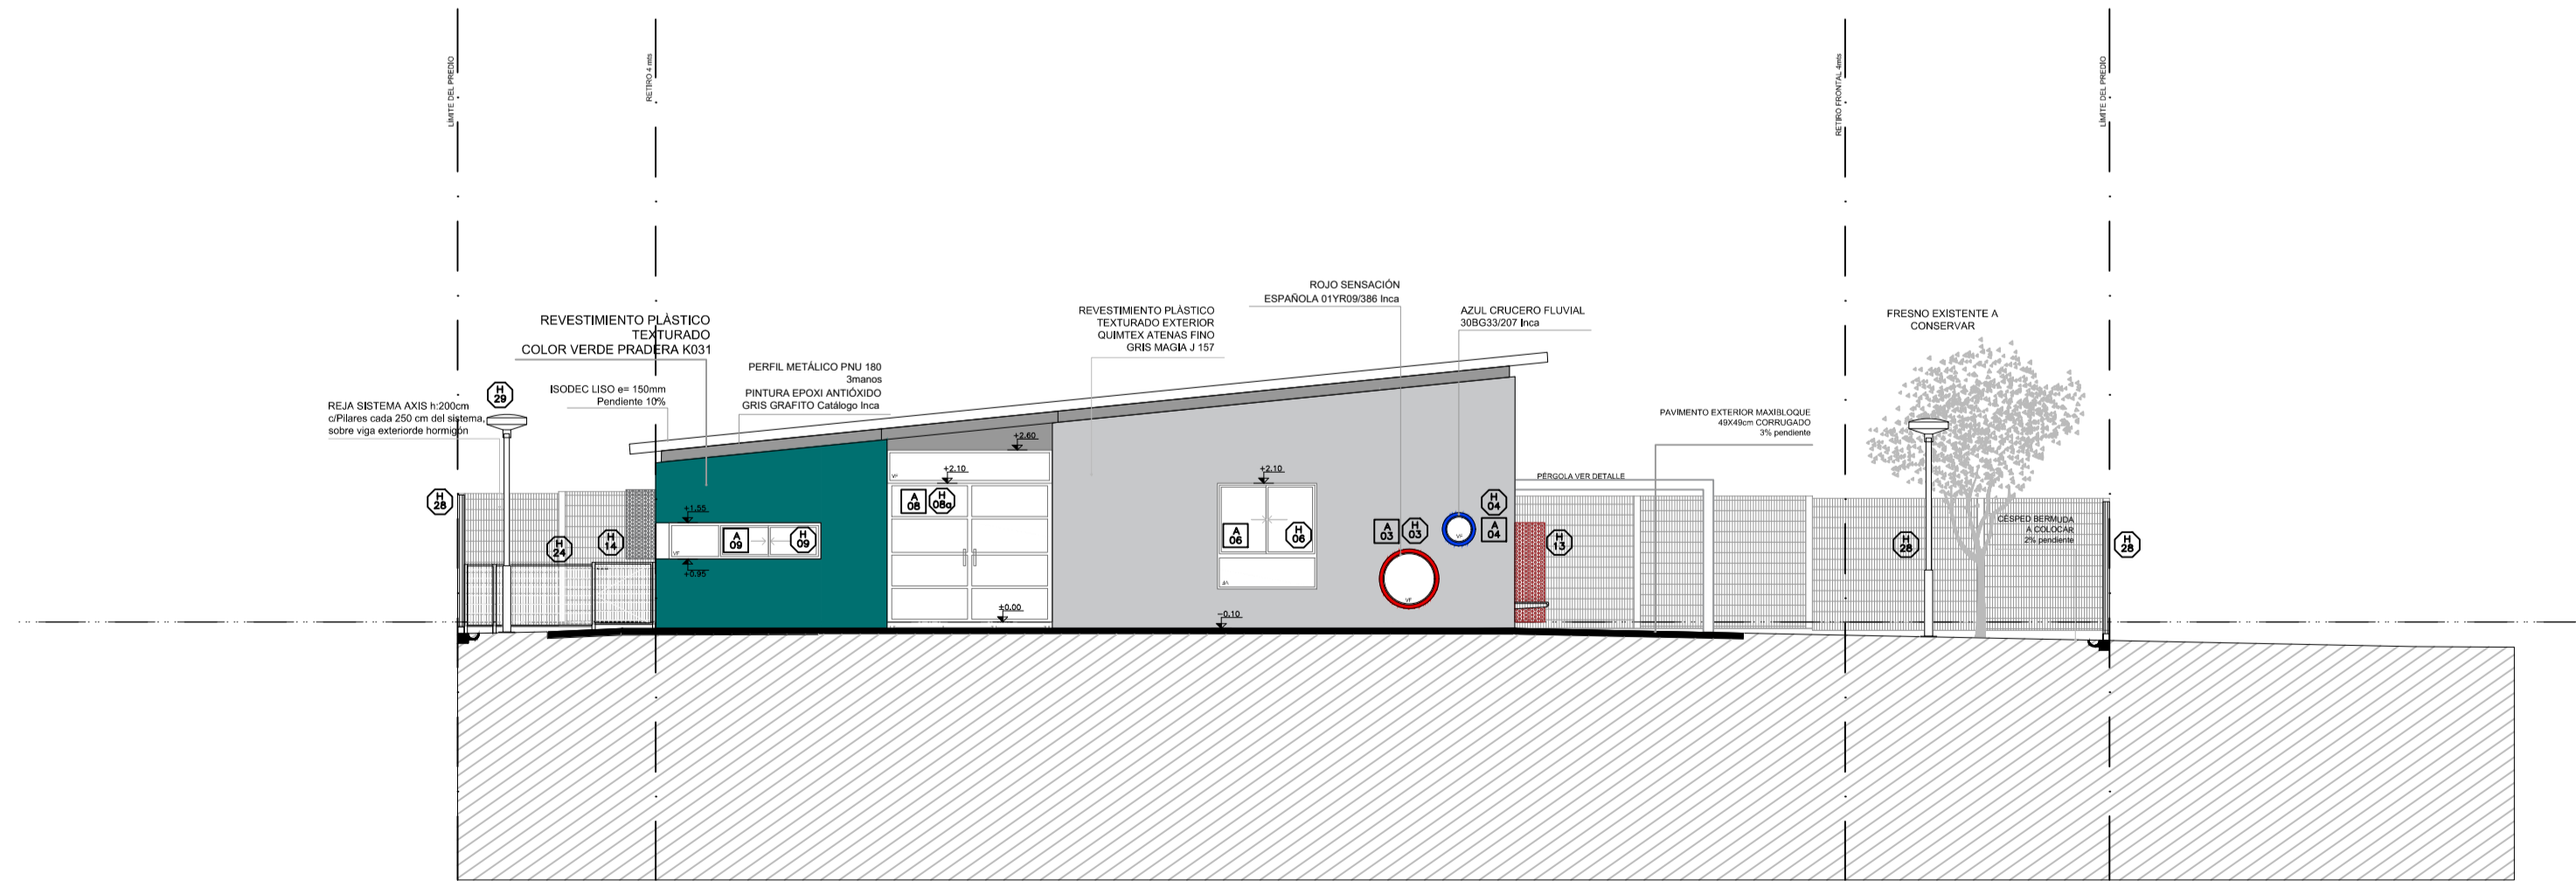 LÍMITE DEL PREDIO
RETIRO 4 mts
RETIRO FRONTAL 4mts
LÍMITE DEL PREDIO
ROJO SENSACIÓN
ESPAÑOLA 01YR09/386 Inca
REVESTIMIENTO PLÁSTICO
TEXTURADO EXTERIOR
QUIMTEX ATENAS FINO
GRIS MAGIA J 157
AZUL CRUCERO FLUVIAL
30BG33/207 Inca
FRESNO EXISTENTE A
CONSERVAR
REVESTIMIENTO PLÀSTICO
TEXTURADO
COLOR VERDE PRADERA K031
PERFIL METÁLICO PNU 180
3manos
PINTURA EPOXI ANTIÓXIDO
GRIS GRAFITO Catálogo Inca
ISODEC LISO e= 150mm
Pendiente 10%
REJA SISTEMA AXIS h:200cm
c/Pilares cada 250 cm del sistema,
sobre viga exteriorde hormigón
H
29
PAVIMENTO EXTERIOR MAXIBLOQUE
49X49cm CORRUGADO
3% pendiente
+2.60
+2.10
+2.10
PÉRGOLA VER DETALLE
H
28
A
08
H
08a
H
04
+1.55
A
03
H
03
A
04
CÉSPED BERMUDA
A COLOCAR
2% pendiente
H
24
H
14
VF
A
09
H
09
VF
A
06
H
06
VF
H
13
H
28
H
28
+0.95
VF
±0.00
-0.10